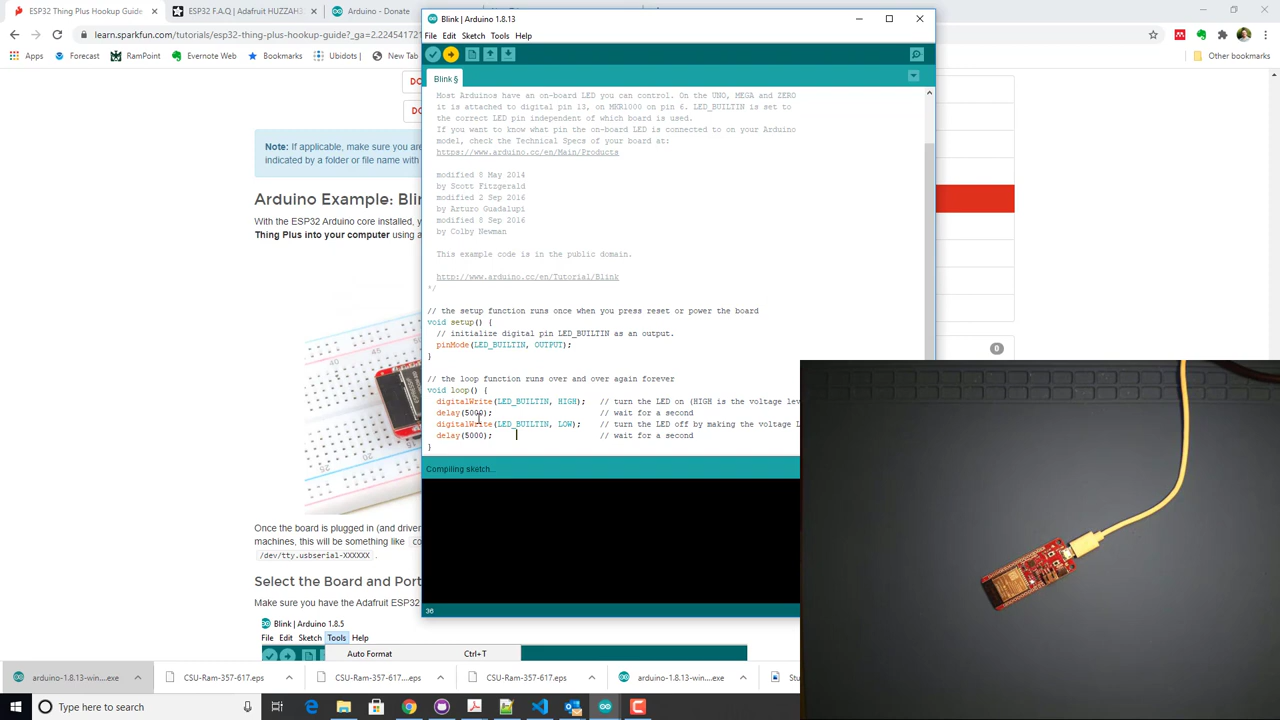 ESP32 Thing Plus Hookup Guide
ESP32 F.A.Q | Adafruit HUZZAH3
Arduino - Donate
learn.sparkfun.com/tutorials/esp32-thing-plus-hookup-guide?_ga=2.224541721
Apps
Forecast
RamPoint
Evernote Web
Bookmarks
Ubidots |
New Tab
Other bookmarks
DO
DO
Note: If applicable, make sure you are
indicated by a folder or file name with
Arduino Example: Blin
With the ESP32 Arduino core installed, y
Thing Plus into your computer using a
Once the board is plugged in (and driver
machines, this will be something like co
/dev/tty.usbserial-XXXXXX .
Select the Board and Port
Make sure you have the Adafruit ESP32
Blink | Arduino 1.8.5
File Edit Sketch Tools Help
Auto Format Ctrl+T
0
Blink | Arduino 1.8.13
File Edit Sketch Tools Help
Blink §
Most Arduinos have an on-board LED you can control. On the UNO, MEGA and ZERO
it is attached to digital pin 13, on MKR1000 on pin 6. LED_BUILTIN is set to
the correct LED pin independent of which board is used.
If you want to know what pin the on-board LED is connected to on your Arduino
model, check the Technical Specs of your board at:
https://www.arduino.cc/en/Main/Products
modified 8 May 2014
by Scott Fitzgerald
modified 2 Sep 2016
by Arturo Guadalupi
modified 8 Sep 2016
by Colby Newman
This example code is in the public domain.
http://www.arduino.cc/en/Tutorial/Blink
*/
// the setup function runs once when you press reset or power the board
void setup() {
// initialize digital pin LED_BUILTIN as an output.
pinMode(LED_BUILTIN, OUTPUT);
}
// the loop function runs over and over again forever
void loop() {
digitalWrite(LED_BUILTIN, HIGH); // turn the LED on (HIGH is the voltage lev
delay(5000); // wait for a second
digitalWrite(LED_BUILTIN, LOW); // turn the LED off by making the voltage L
delay(5000); // wait for a second
}
Compiling sketch...
36
arduino-1.8.13-win....exe
CSU-Ram-357-617.eps
CSU-Ram-357-617.eps
CSU-Ram-357-617.eps
arduino-1.8.13-win....exe
Stu
Type here to search